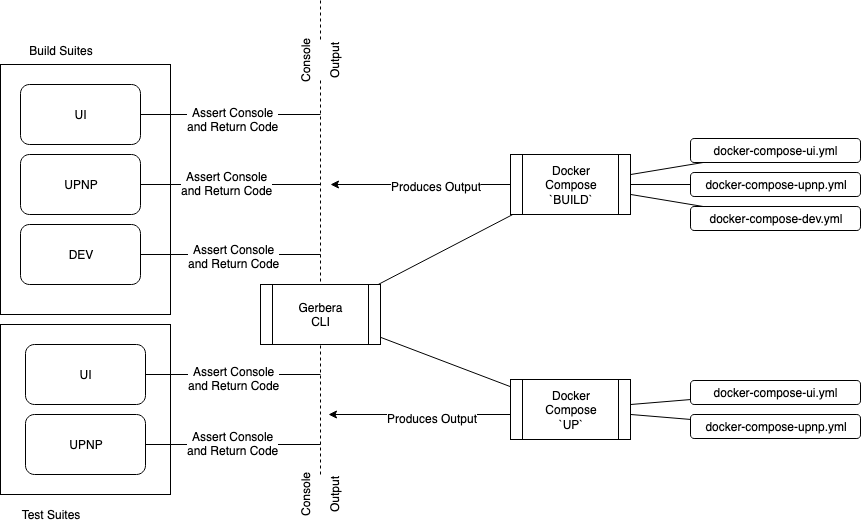 Build Suites
Console
Output
UI
Assert Console
and Return Code
UPNP
Assert Console
and Return Code
DEV
Assert Console
and Return Code
Produces Output
Docker
Compose
`BUILD`
docker-compose-ui.yml
docker-compose-upnp.yml
docker-compose-dev.yml
Gerbera
CLI
UI
Assert Console
and Return Code
UPNP
Assert Console
and Return Code
Produces Output
Docker
Compose
`UP`
docker-compose-ui.yml
docker-compose-upnp.yml
Console
Output
Test Suites